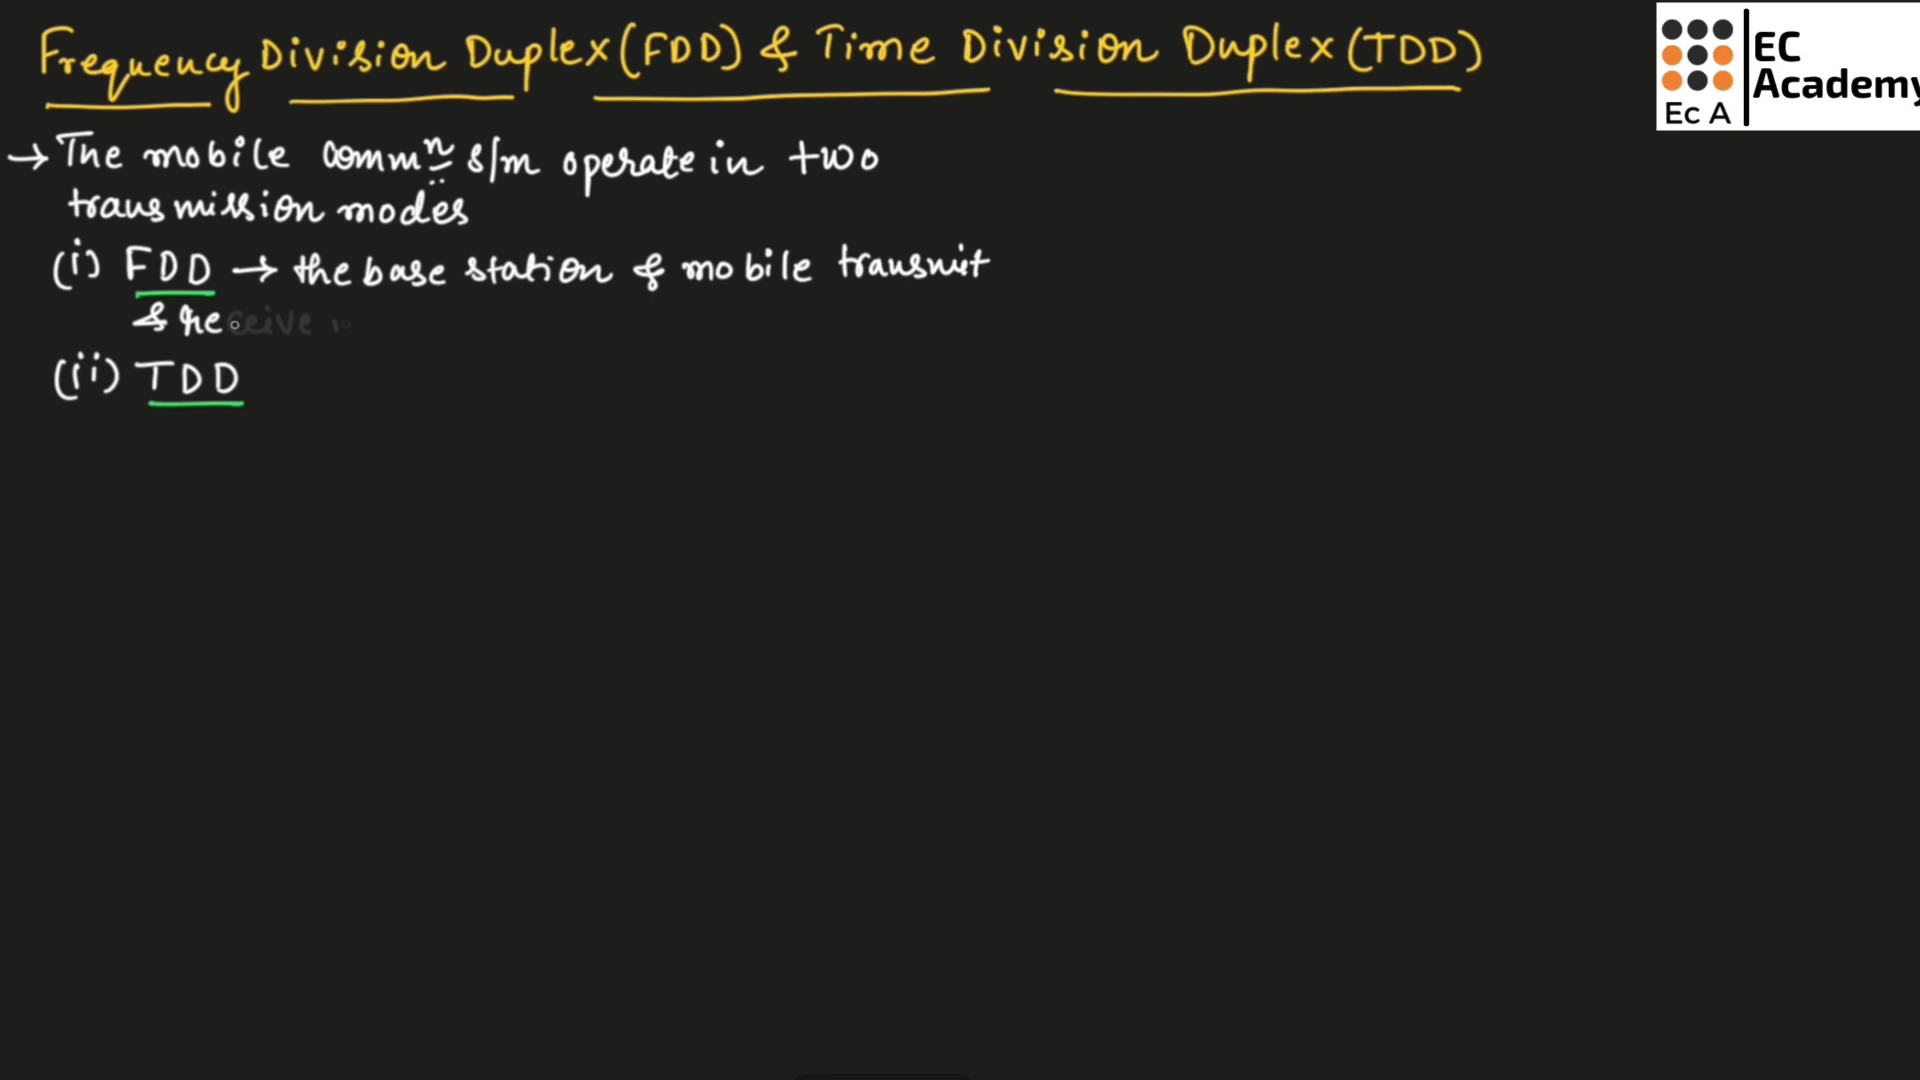 Frequency Division Duplex (FDD) & Time Division Duplex (TDD)
EC
Academy
Ec A
→ The mobile commⁿ s/m operate in two
transmission modes
(i) FDD → the base station & mobile transmit
& receive
(ii) TDD